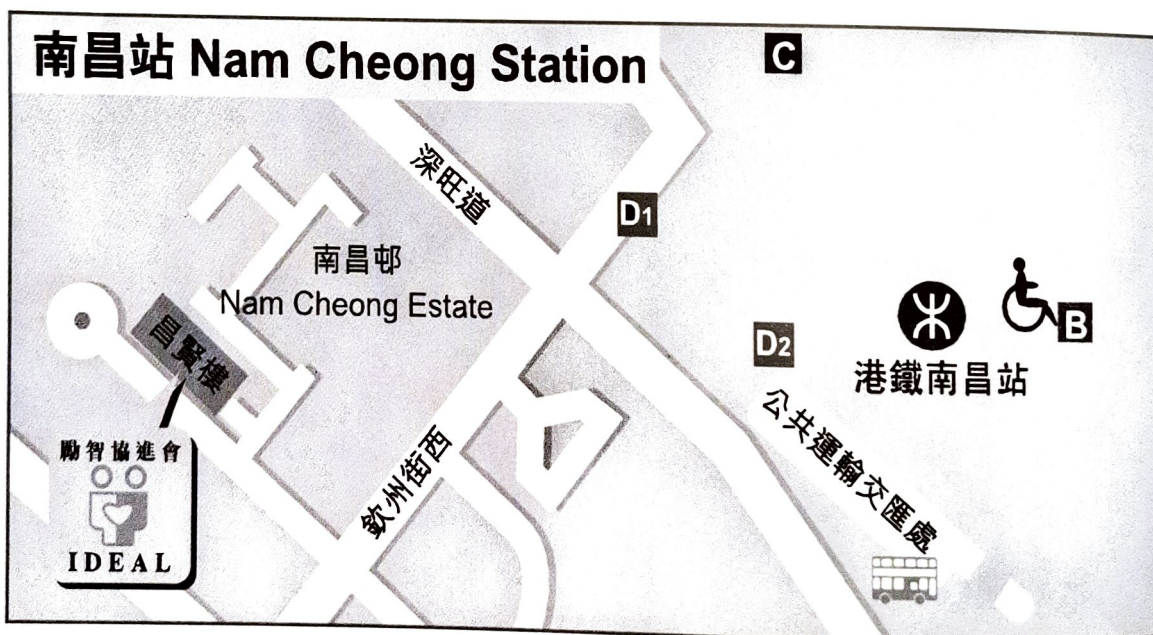 南昌站 Nam Cheong Station
C
深旺道
D1
南昌邨
Nam Cheong Estate
B
昌賢樓
D2
港鐵南昌站
公共運輸交匯處
欽州街西
勵智協進會
IDEAL